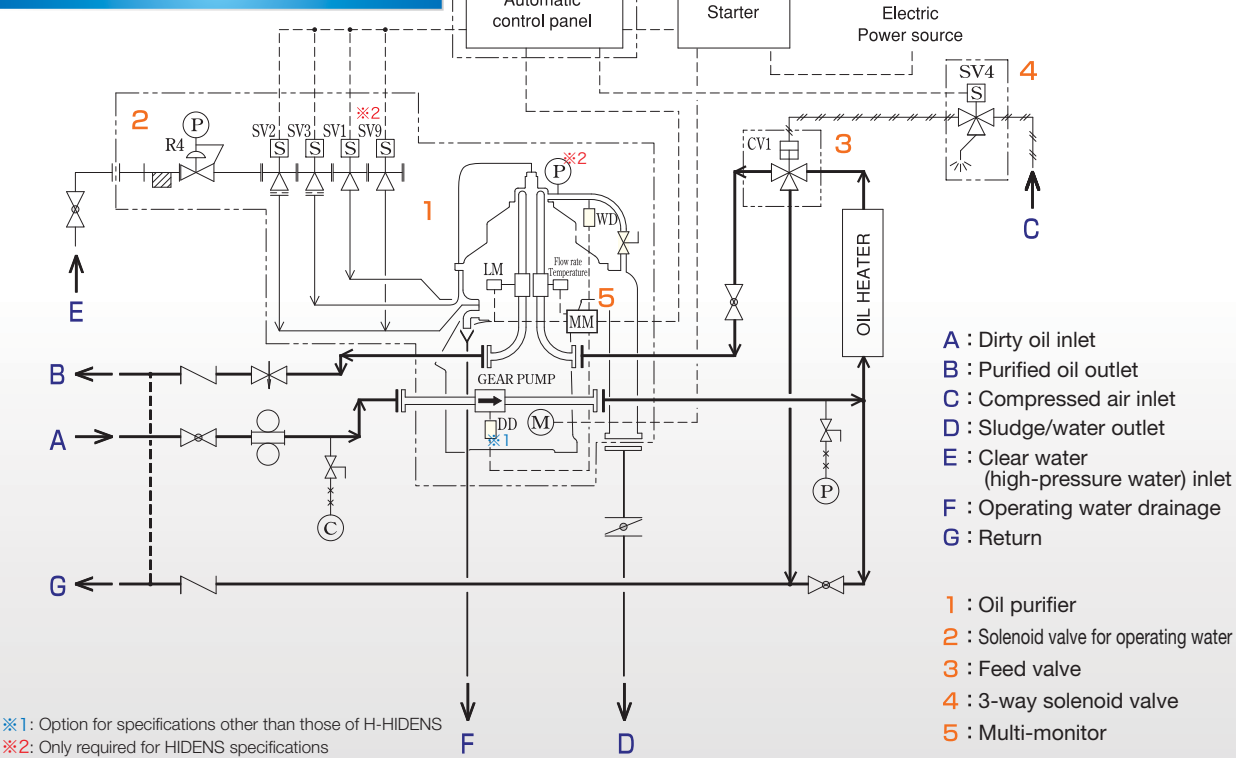 Automatic
control panel
Starter
Electric
Power source
SV4
4
S
2
P
R4
※2
SV2
SV3
SV1
SV9
S
S
S
S
CV1
3
P
※2
1
WD
C
E
LM
Flow rate
Temperature
5
MM
OIL HEATER
B
GEAR PUMP
A
DD
※1
M
C
P
G
F
D
A : Dirty oil inlet
B : Purified oil outlet
C : Compressed air inlet
D : Sludge/water outlet
E : Clear water
(high-pressure water) inlet
F : Operating water drainage
G : Return
1 : Oil purifier
2 : Solenoid valve for operating water
3 : Feed valve
4 : 3-way solenoid valve
5 : Multi-monitor
※1: Option for specifications other than those of H-HIDENS
※2: Only required for HIDENS specifications